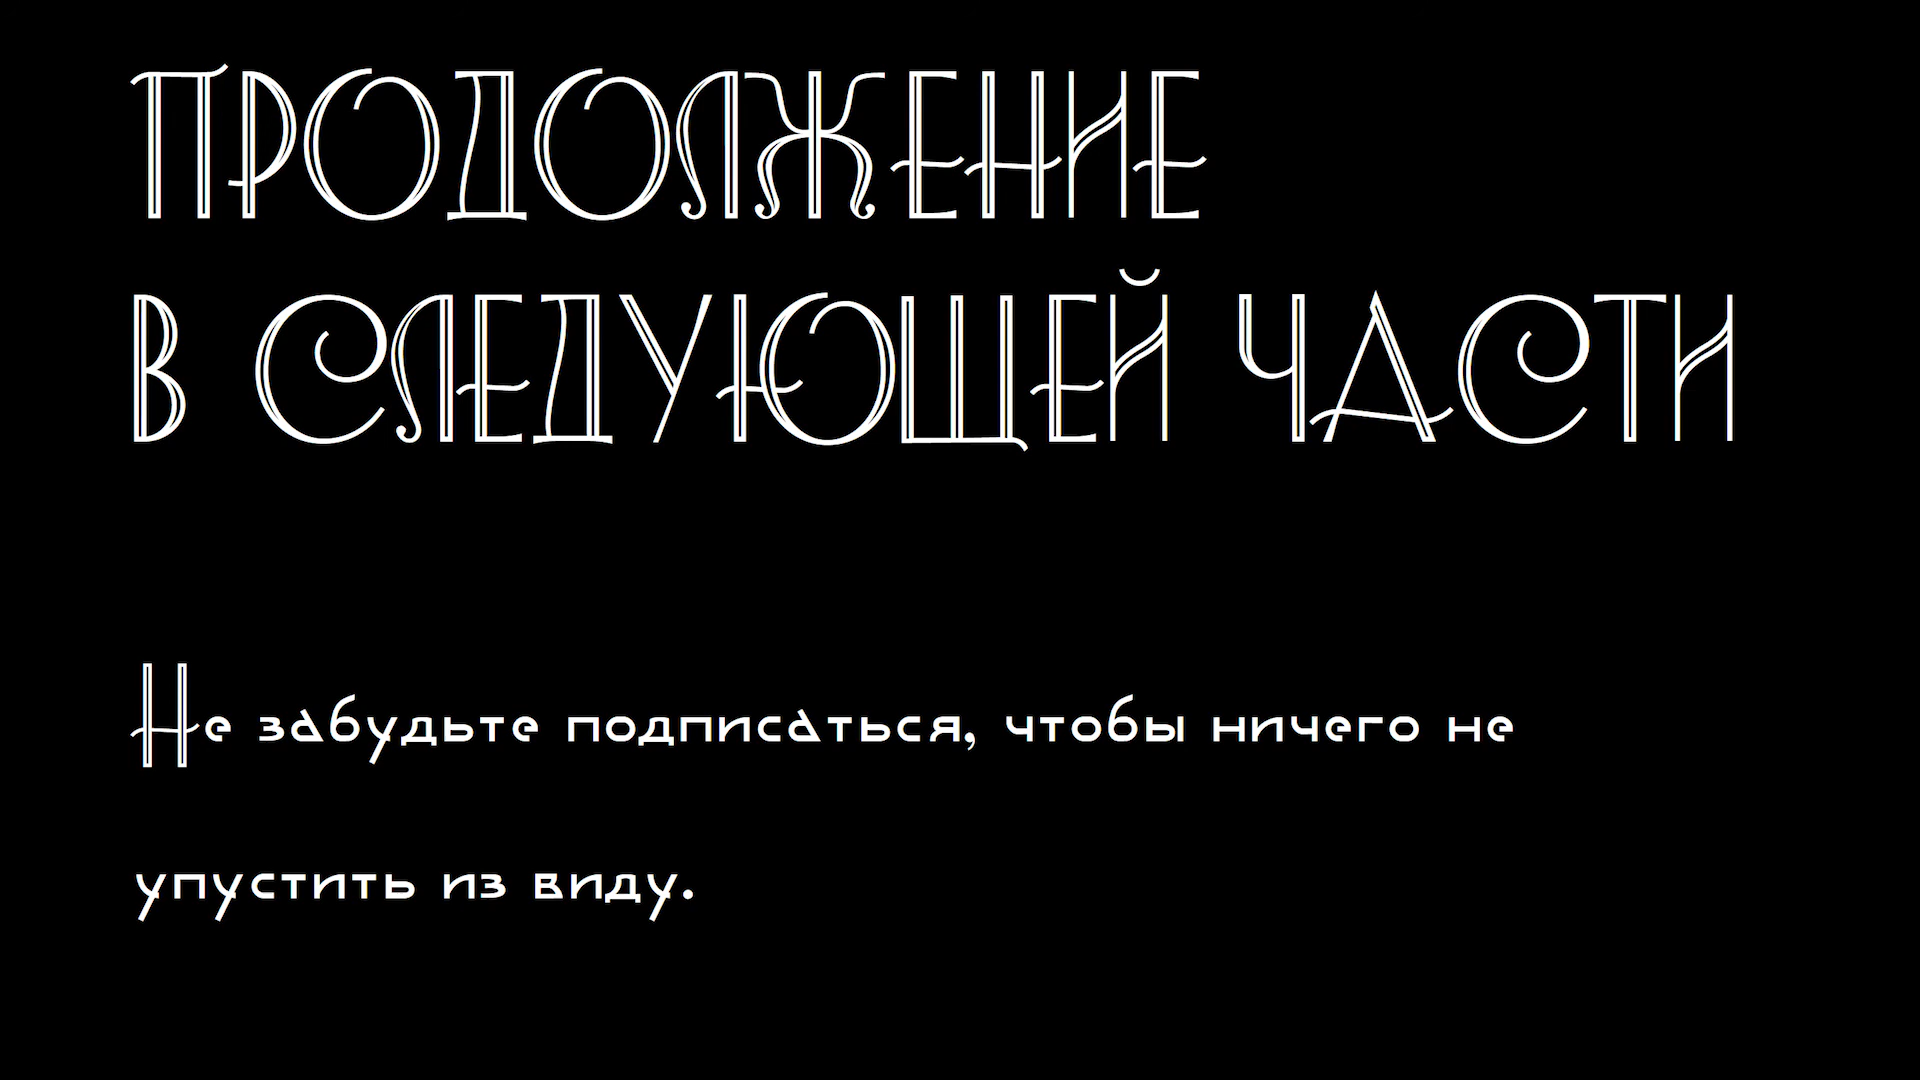 ПРОДОЛЖЕНИЕ
В СЛЕДУЮЩЕЙ ЧАСТИ
Не забудьте подписаться, чтобы ничего не
упустить из виду.